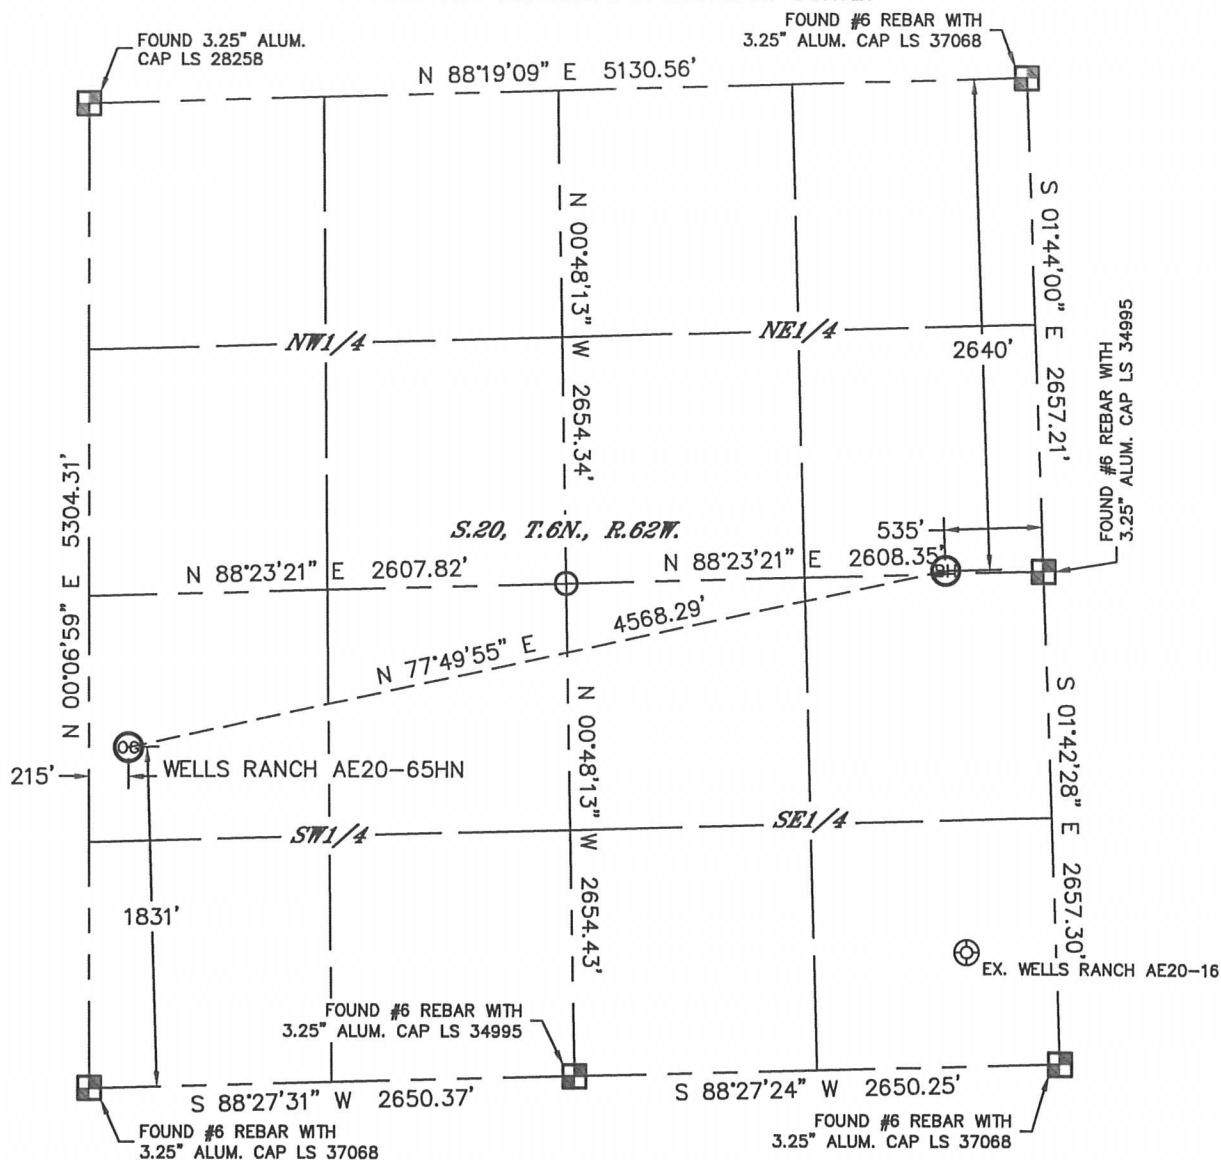 FOUND 3.25" ALUM.
CAP LS 28258
FOUND #6 REBAR WITH
3.25" ALUM. CAP LS 37068
N 88°19'09" E 5130.56'
N 00°48'13" W 2654.34'
S 01°44'00" E 2657.21'
NW1/4
NE1/4
2640'
FOUND #6 REBAR WITH
3.25" ALUM. CAP LS 34995
N 00°06'59" E 5304.31'
S.20, T.6N., R.62W.
535'
N 88°23'21" E 2607.82'
N 88°23'21" E 2608.35'
BH
N 77°49'55" E 4568.29'
OG
215'
WELLS RANCH AE20-65HN
N 00°48'13" W 2654.43'
S 01°42'28" E 2657.30'
SW1/4
SE1/4
1831'
EX. WELLS RANCH AE20-16
FOUND #6 REBAR WITH
3.25" ALUM. CAP LS 34995
S 88°27'31" W 2650.37'
S 88°27'24" W 2650.25'
FOUND #6 REBAR WITH
3.25" ALUM. CAP LS 37068
FOUND #6 REBAR WITH
3.25" ALUM. CAP LS 37068